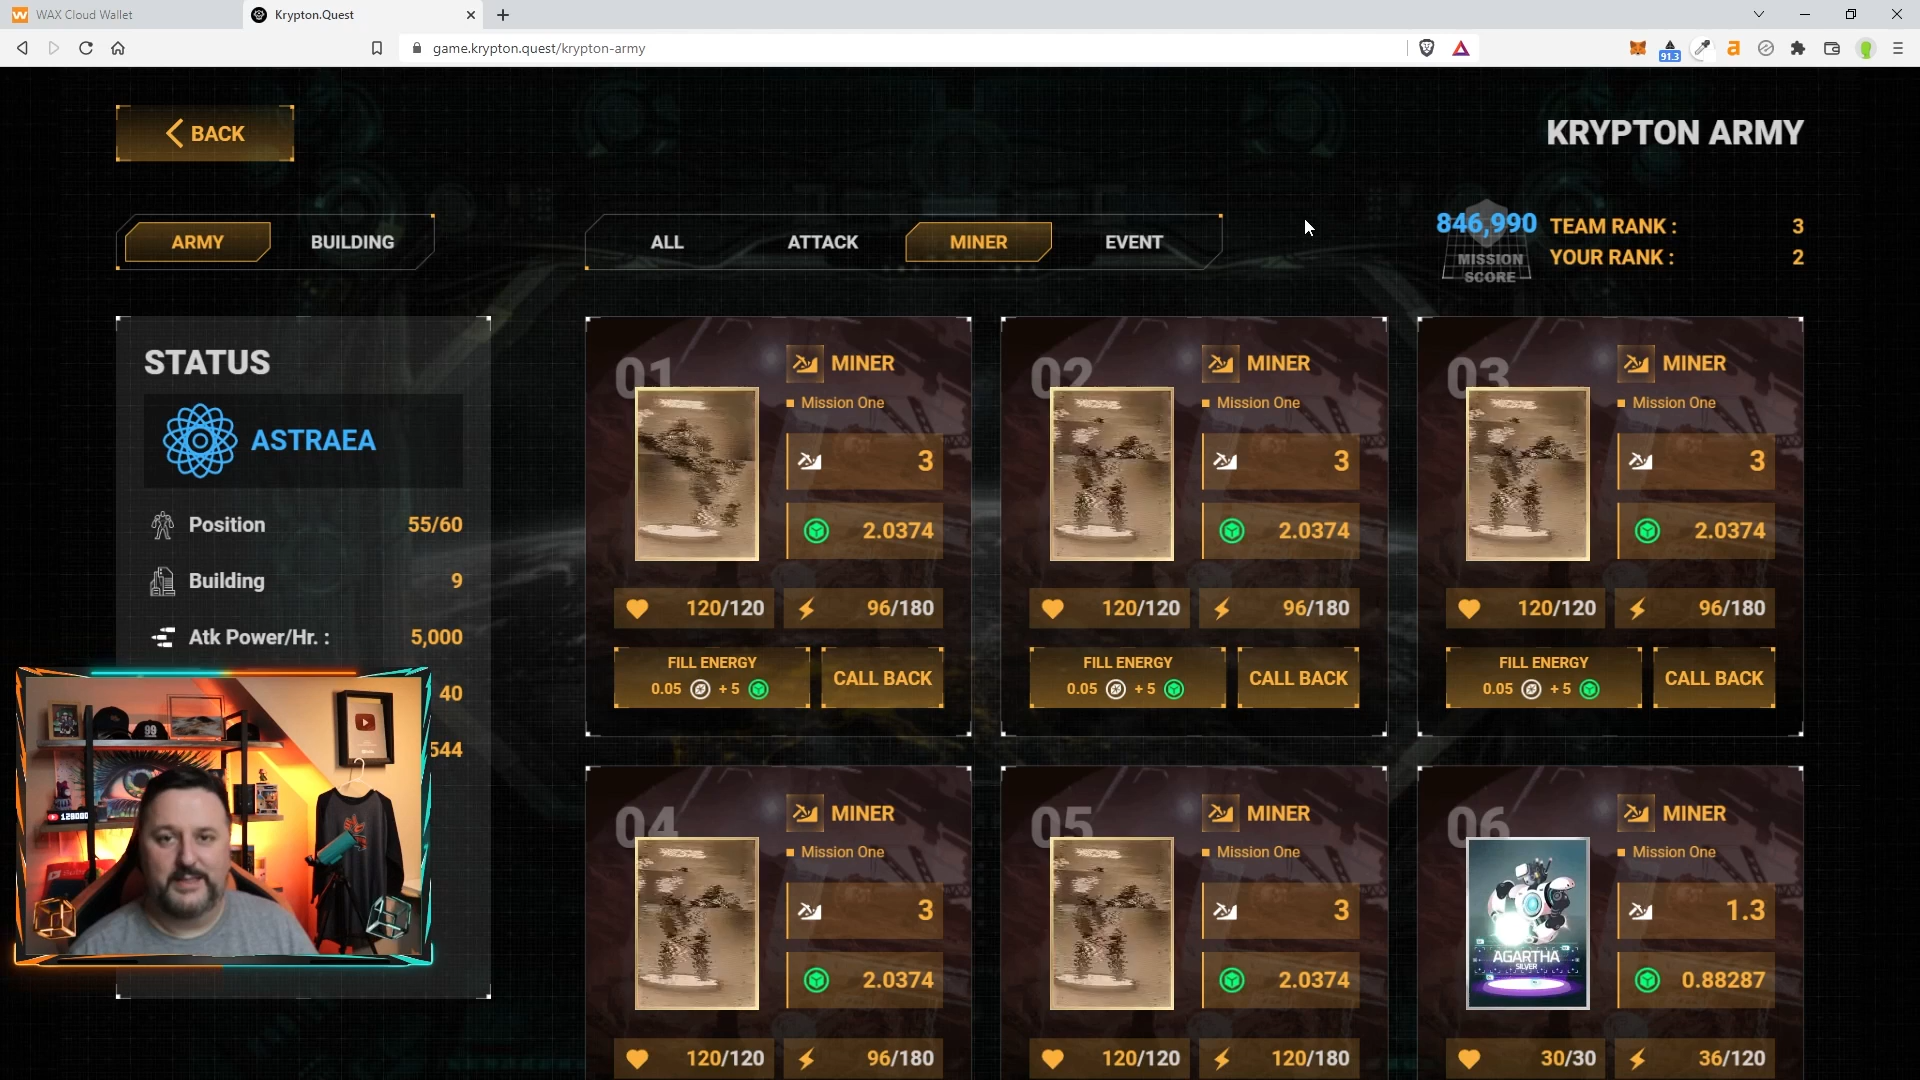 WAX Cloud Wallet
Krypton.Quest
game.krypton.quest/krypton-army
91.3
BACK
KRYPTON ARMY
ARMY
BUILDING
ALL
ATTACK
MINER
EVENT
846,990
MISSION
SCORE
TEAM RANK : 3
YOUR RANK : 2
STATUS
ASTRAEA
Position 55/60
Building 9
Atk Power/Hr. : 5,000
40
544
01
MINER
Mission One
3
2.0374
120/120
96/180
FILL ENERGY
0.05 + 5
CALL BACK
02
MINER
Mission One
3
2.0374
120/120
96/180
FILL ENERGY
0.05 + 5
CALL BACK
03
MINER
Mission One
3
2.0374
120/120
96/180
FILL ENERGY
0.05 + 5
CALL BACK
04
MINER
Mission One
3
2.0374
120/120
96/180
05
MINER
Mission One
3
2.0374
120/120
120/180
06
MINER
Mission One
AGARTHA
SILVER
1.3
0.88287
30/30
36/120
99